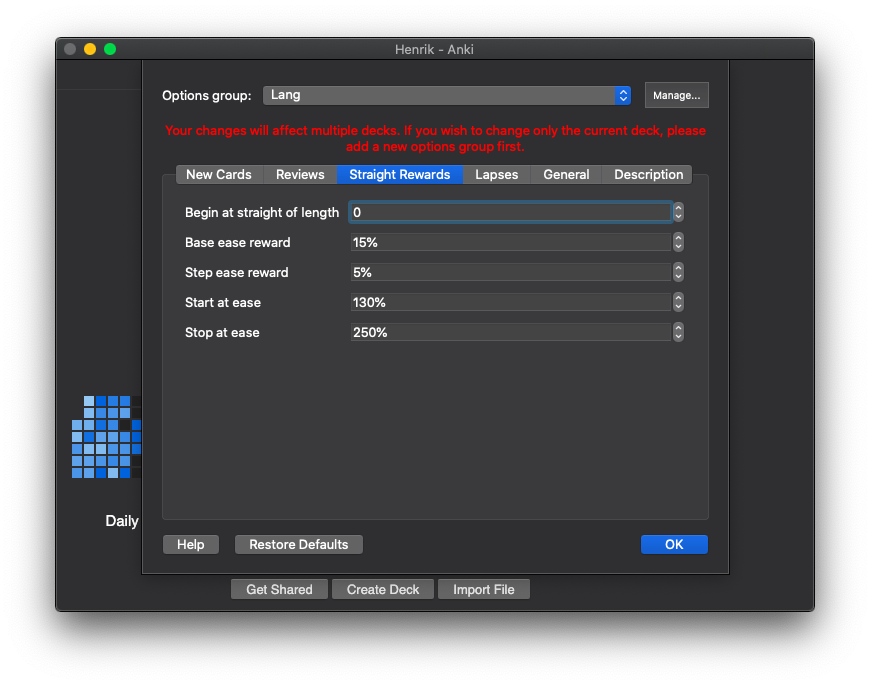 Henrik - Anki
Options group: Lang Manage...
Your changes will affect multiple decks. If you wish to change only the current deck, please
add a new options group first.
New Cards Reviews Straight Rewards Lapses General Description
Begin at straight of length 0
Base ease reward 15%
Step ease reward 5%
Start at ease 130%
Stop at ease 250%
Daily
Help Restore Defaults OK
Get Shared Create Deck Import File